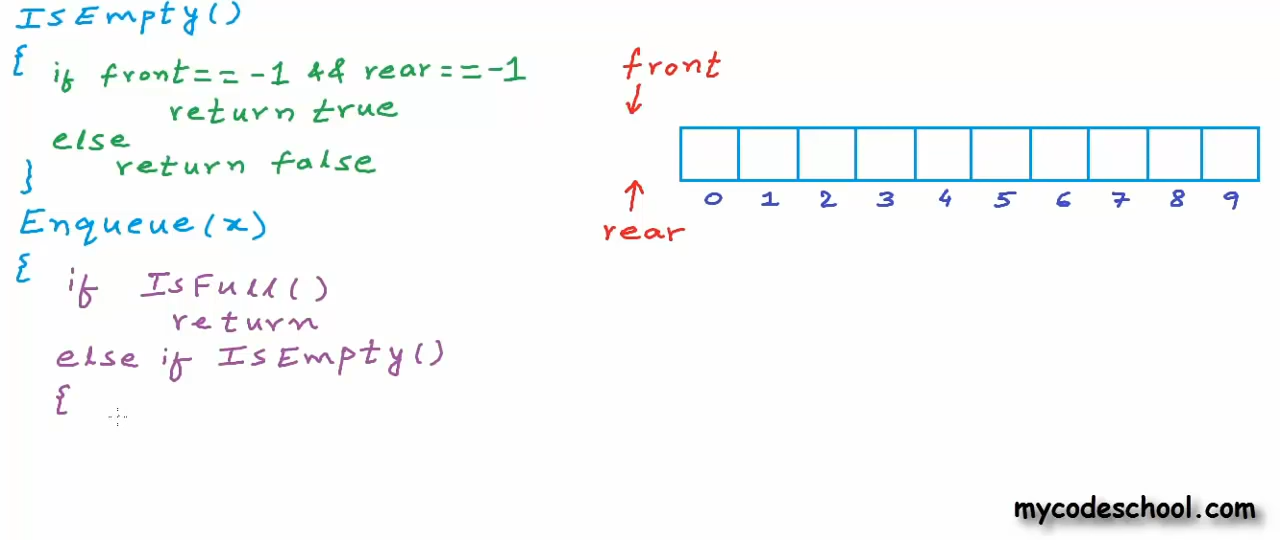 IsEmpty()
{ if front == -1 && rear == -1
return true
else
return false
}
Enqueue(x)
{ if IsFull()
return
else if IsEmpty()
{
front
0 1 2 3 4 5 6 7 8 9
rear
mycodeschool.com